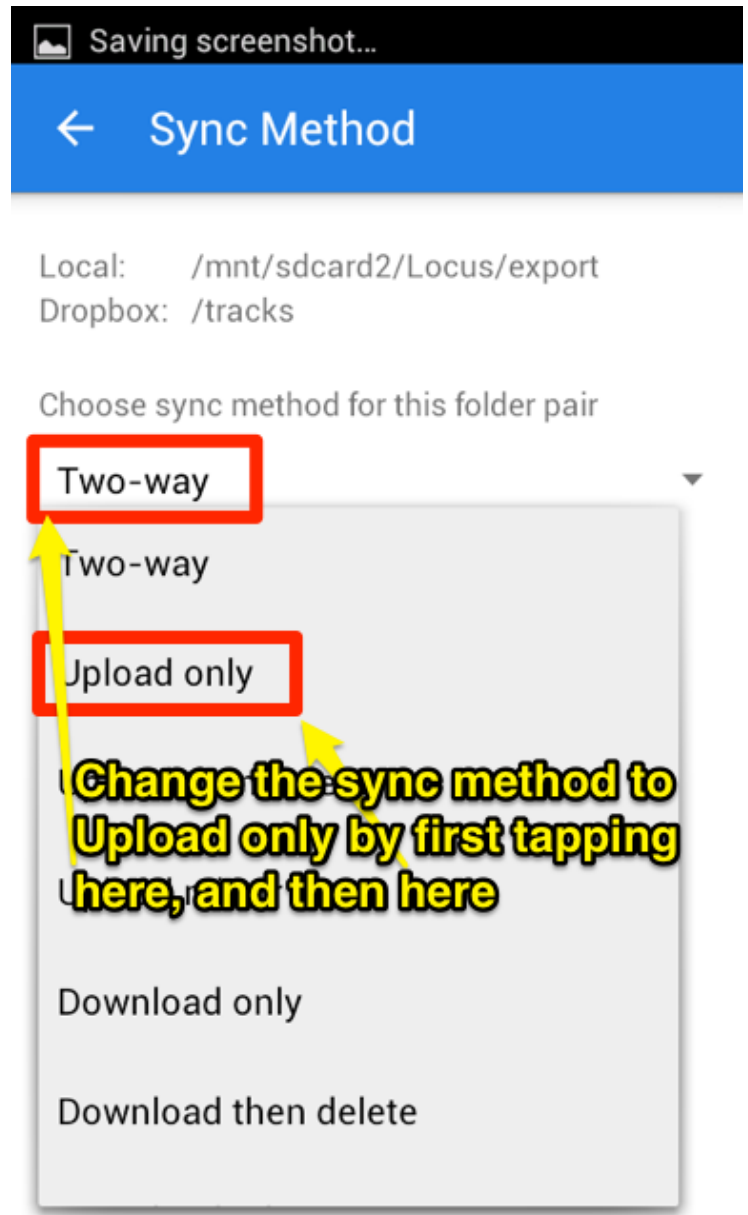 Saving screenshot...
Sync Method
Local: /mnt/sdcard2/Locus/export
Dropbox: /tracks
Choose sync method for this folder pair
Two-way
Two-way
Upload only
Change the sync method to
Upload only by first tapping
here, and then here
Download only
Download then delete